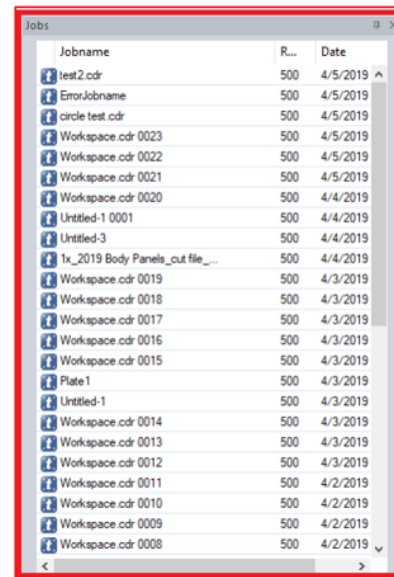 Jobs
Jobname R... Date
test2.cdr 500 4/5/2019
ErrorJobname 500 4/5/2019
circle test.cdr 500 4/5/2019
Workspace.cdr 0023 500 4/5/2019
Workspace.cdr 0022 500 4/5/2019
Workspace.cdr 0021 500 4/5/2019
Workspace.cdr 0020 500 4/4/2019
Untitled-1 0001 500 4/4/2019
Untitled-3 500 4/4/2019
1x_2019 Body Panels_cut file_... 500 4/4/2019
Workspace.cdr 0019 500 4/3/2019
Workspace.cdr 0018 500 4/3/2019
Workspace.cdr 0017 500 4/3/2019
Workspace.cdr 0016 500 4/3/2019
Workspace.cdr 0015 500 4/3/2019
Plate1 500 4/3/2019
Untitled-1 500 4/3/2019
Workspace.cdr 0014 500 4/3/2019
Workspace.cdr 0013 500 4/3/2019
Workspace.cdr 0012 500 4/3/2019
Workspace.cdr 0011 500 4/2/2019
Workspace.cdr 0010 500 4/2/2019
Workspace.cdr 0009 500 4/2/2019
Workspace.cdr 0008 500 4/2/2019